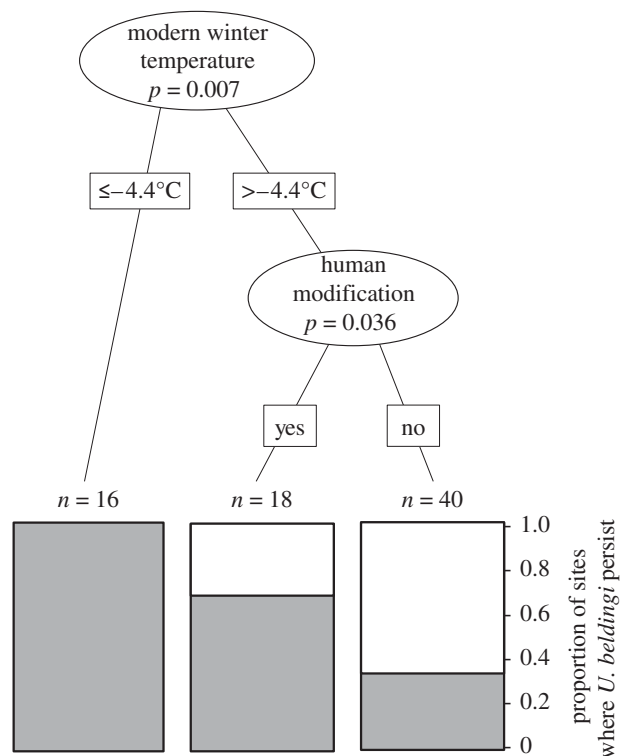 modern winter
temperature
p = 0.007
≤–4.4°C
>–4.4°C
human
modification
p = 0.036
yes
no
n = 16
n = 18
n = 40
1.0
0.8
0.6
0.4
0.2
0
proportion of sites
where U. beldingi persist